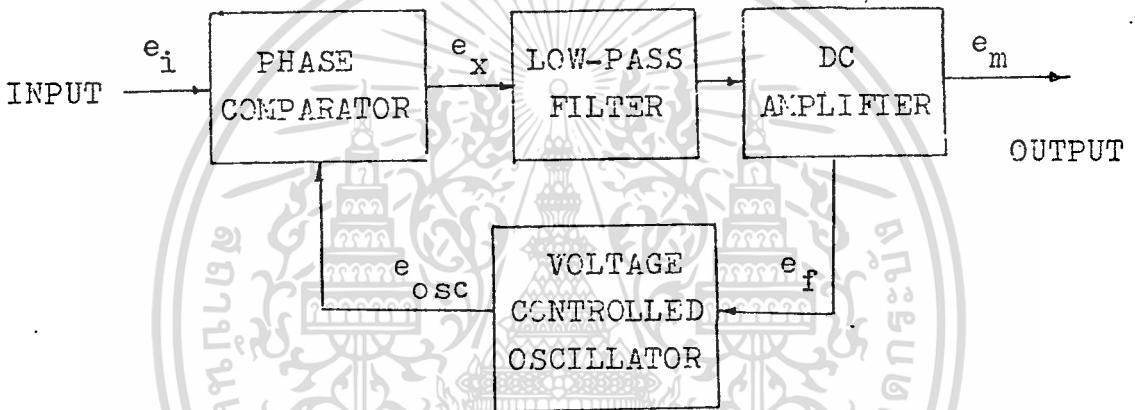 INPUT
e_i
PHASE
COMPARATOR
e_x
LOW-PASS
FILTER
DC
AMPLIFIER
e_m
OUTPUT
e_osc
VOLTAGE
CONTROLLED
OSCILLATOR
e_f